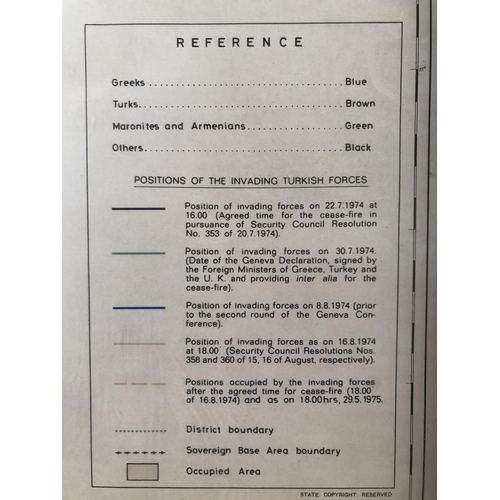 REFERENCE
Greeks..............................Blue
Turks...............................Brown
Maronites and Armenians.............Green
Others..............................Black
POSITIONS OF THE INVADING TURKISH FORCES
Position of invading forces on 22.7.1974 at
16.00' (Agreed time for the cease-fire in
pursuance of Security Council Resolution
No. 353 of 20.7.1974).
Position of invading forces on 30.7.1974.
(Date of the Geneva Declaration, signed by
the Foreign Ministers of Greece, Turkey and
the U. K. and providing inter alia for the
cease-fire).
Position of invading forces on 8.8.1974 (prior
to the second round of the Geneva Con-
ference).
Position of invading forces as on 16.8.1974
at 18.00' (Security Council Resolutions Nos.
358 and 360 of 15, 16 of August, respectively).
Positions occupied by the invading forces
after the agreed time for cease-fire (18.00'
of 16.8.1974) and as on 18.00hrs, 29.5.1975.
District boundary
Sovereign Base Area boundary
Occupied Area
STATE COPYRIGHT RESERVED